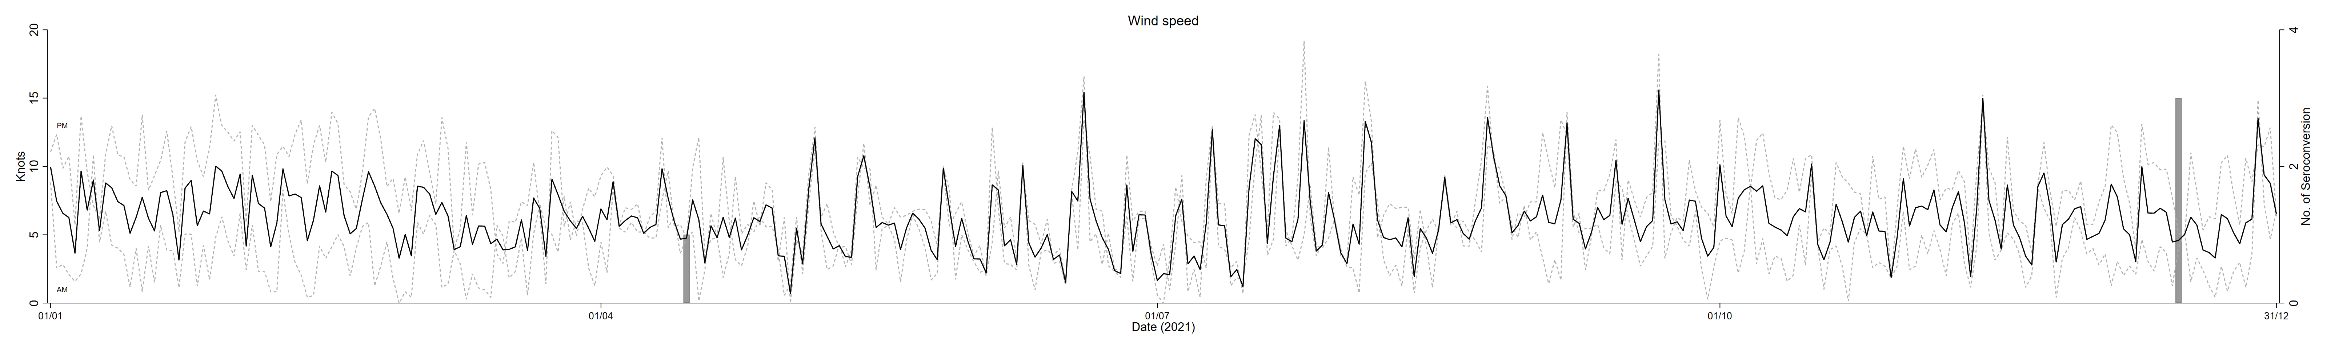 Wind speed
20
15
10
5
0
Knots
PM
AM
4
2
0
No. of Seroconversion
01/01
01/04
01/07
01/10
31/12
Date (2021)